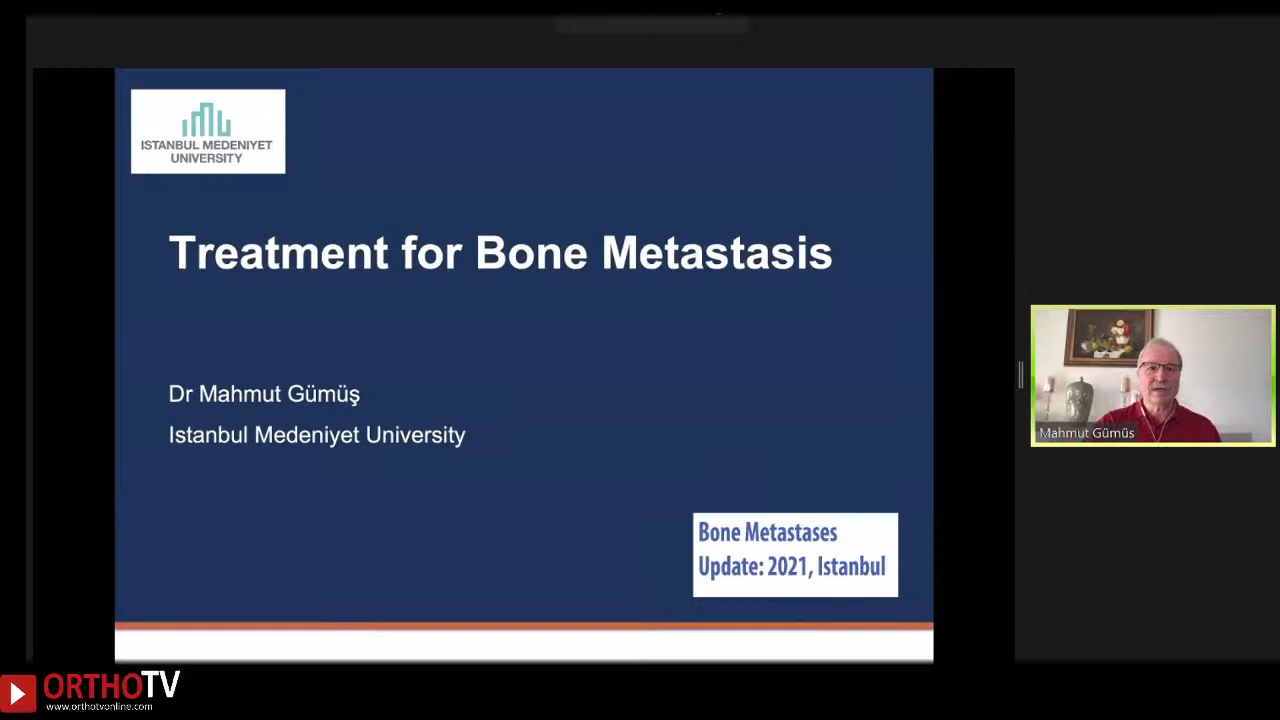 ISTANBUL MEDENIYET
UNIVERSITY
Treatment for Bone Metastasis
Dr Mahmut Gümüş
Istanbul Medeniyet University
Bone Metastases
Update: 2021, Istanbul
Mahmut Gümüs
ORTHOTV
www.orthotvonline.com